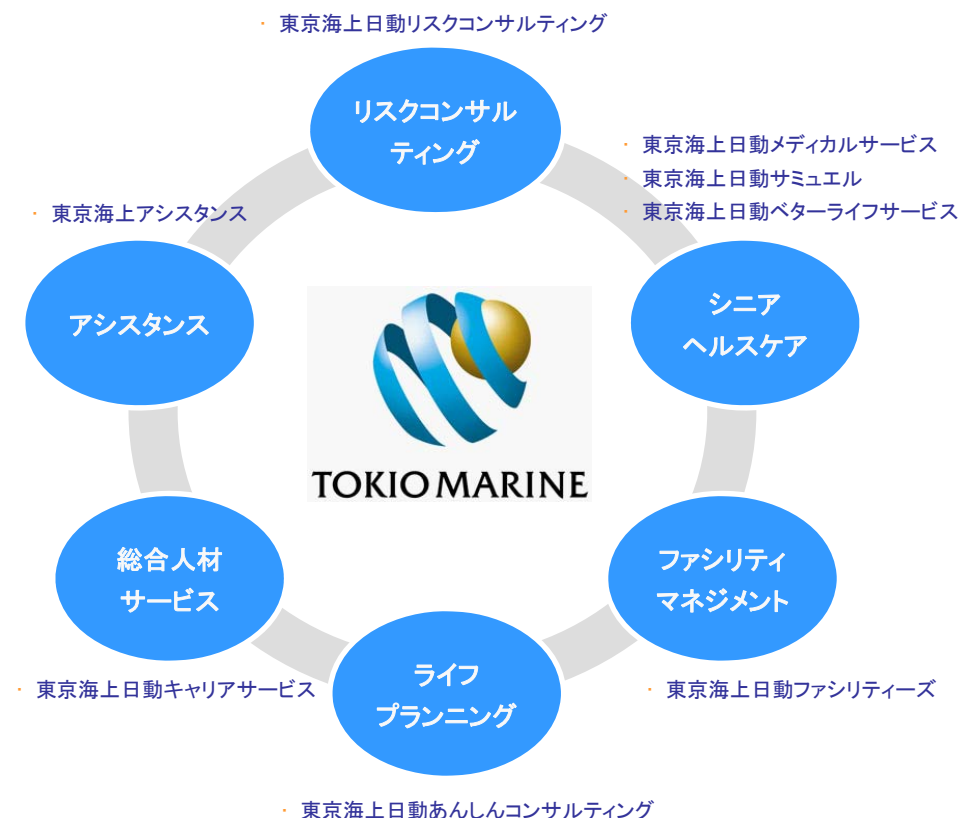 ・ 東京海上日動リスクコンサルティング
リスクコンサル
ティング
・ 東京海上日動メディカルサービス
・ 東京海上日動サミュエル
・ 東京海上日動ベターライフサービス
・ 東京海上アシスタンス
アシスタンス
シニア
ヘルスケア
TOKIO MARINE
総合人材
サービス
ファシリティ
マネジメント
・ 東京海上日動キャリアサービス
ライフ
プランニング
・ 東京海上日動ファシリティーズ
・ 東京海上日動あんしんコンサルティング